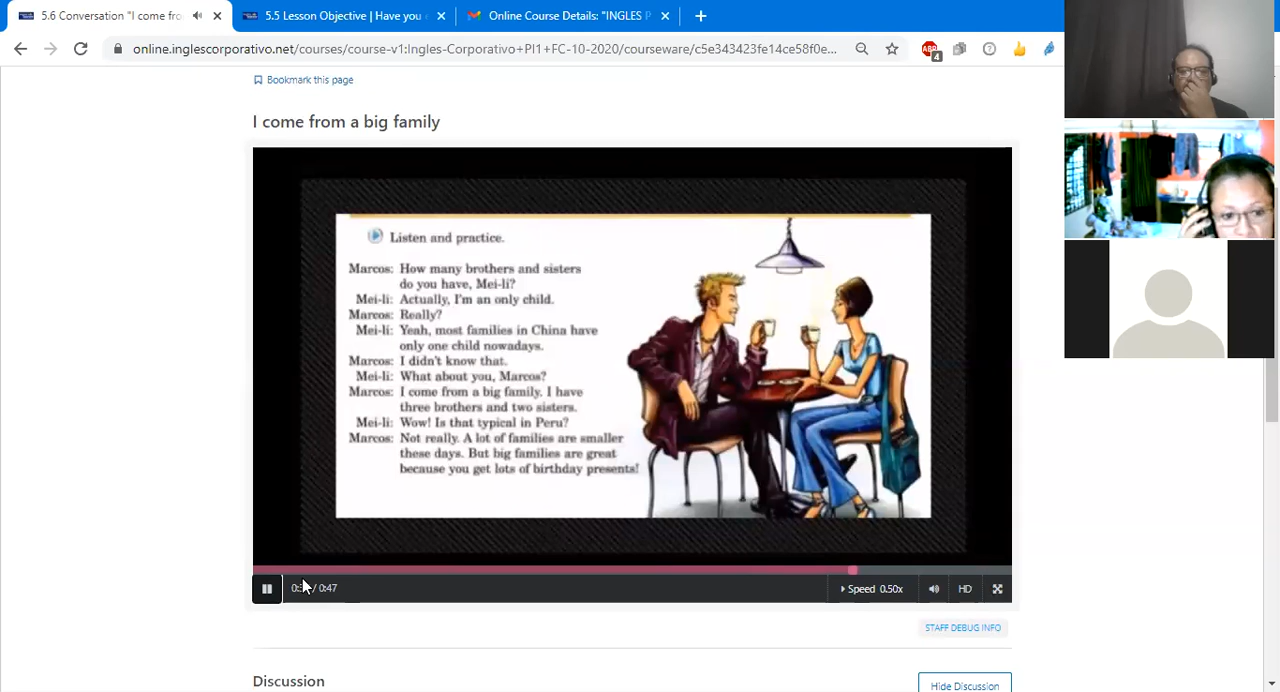 5.6 Conversation "I come fro
5.5 Lesson Objective | Have you
Online Course Details: "INGLES P
online.inglescorporativo.net/courses/course-v1:Ingles-Corporativo+PI1+FC-10-2020/courseware/c5e343423fe14ce58f0e...
ABP
4
Bookmark this page
I come from a big family
Listen and practice.
Marcos: How many brothers and sisters
do you have, Mei-li?
Mei-li: Actually, I'm an only child.
Marcos: Really?
Mei-li: Yeah, most families in China have
only one child nowadays.
Marcos: I didn't know that.
Mei-li: What about you, Marcos?
Marcos: I come from a big family. I have
three brothers and two sisters.
Mei-li: Wow! Is that typical in Peru?
Marcos: Not really. A lot of families are smaller
these days. But big families are great
because you get lots of birthday presents!
/ 0:47
Speed 0.50x
HD
STAFF DEBUG INFO
Discussion
Hide Discussion